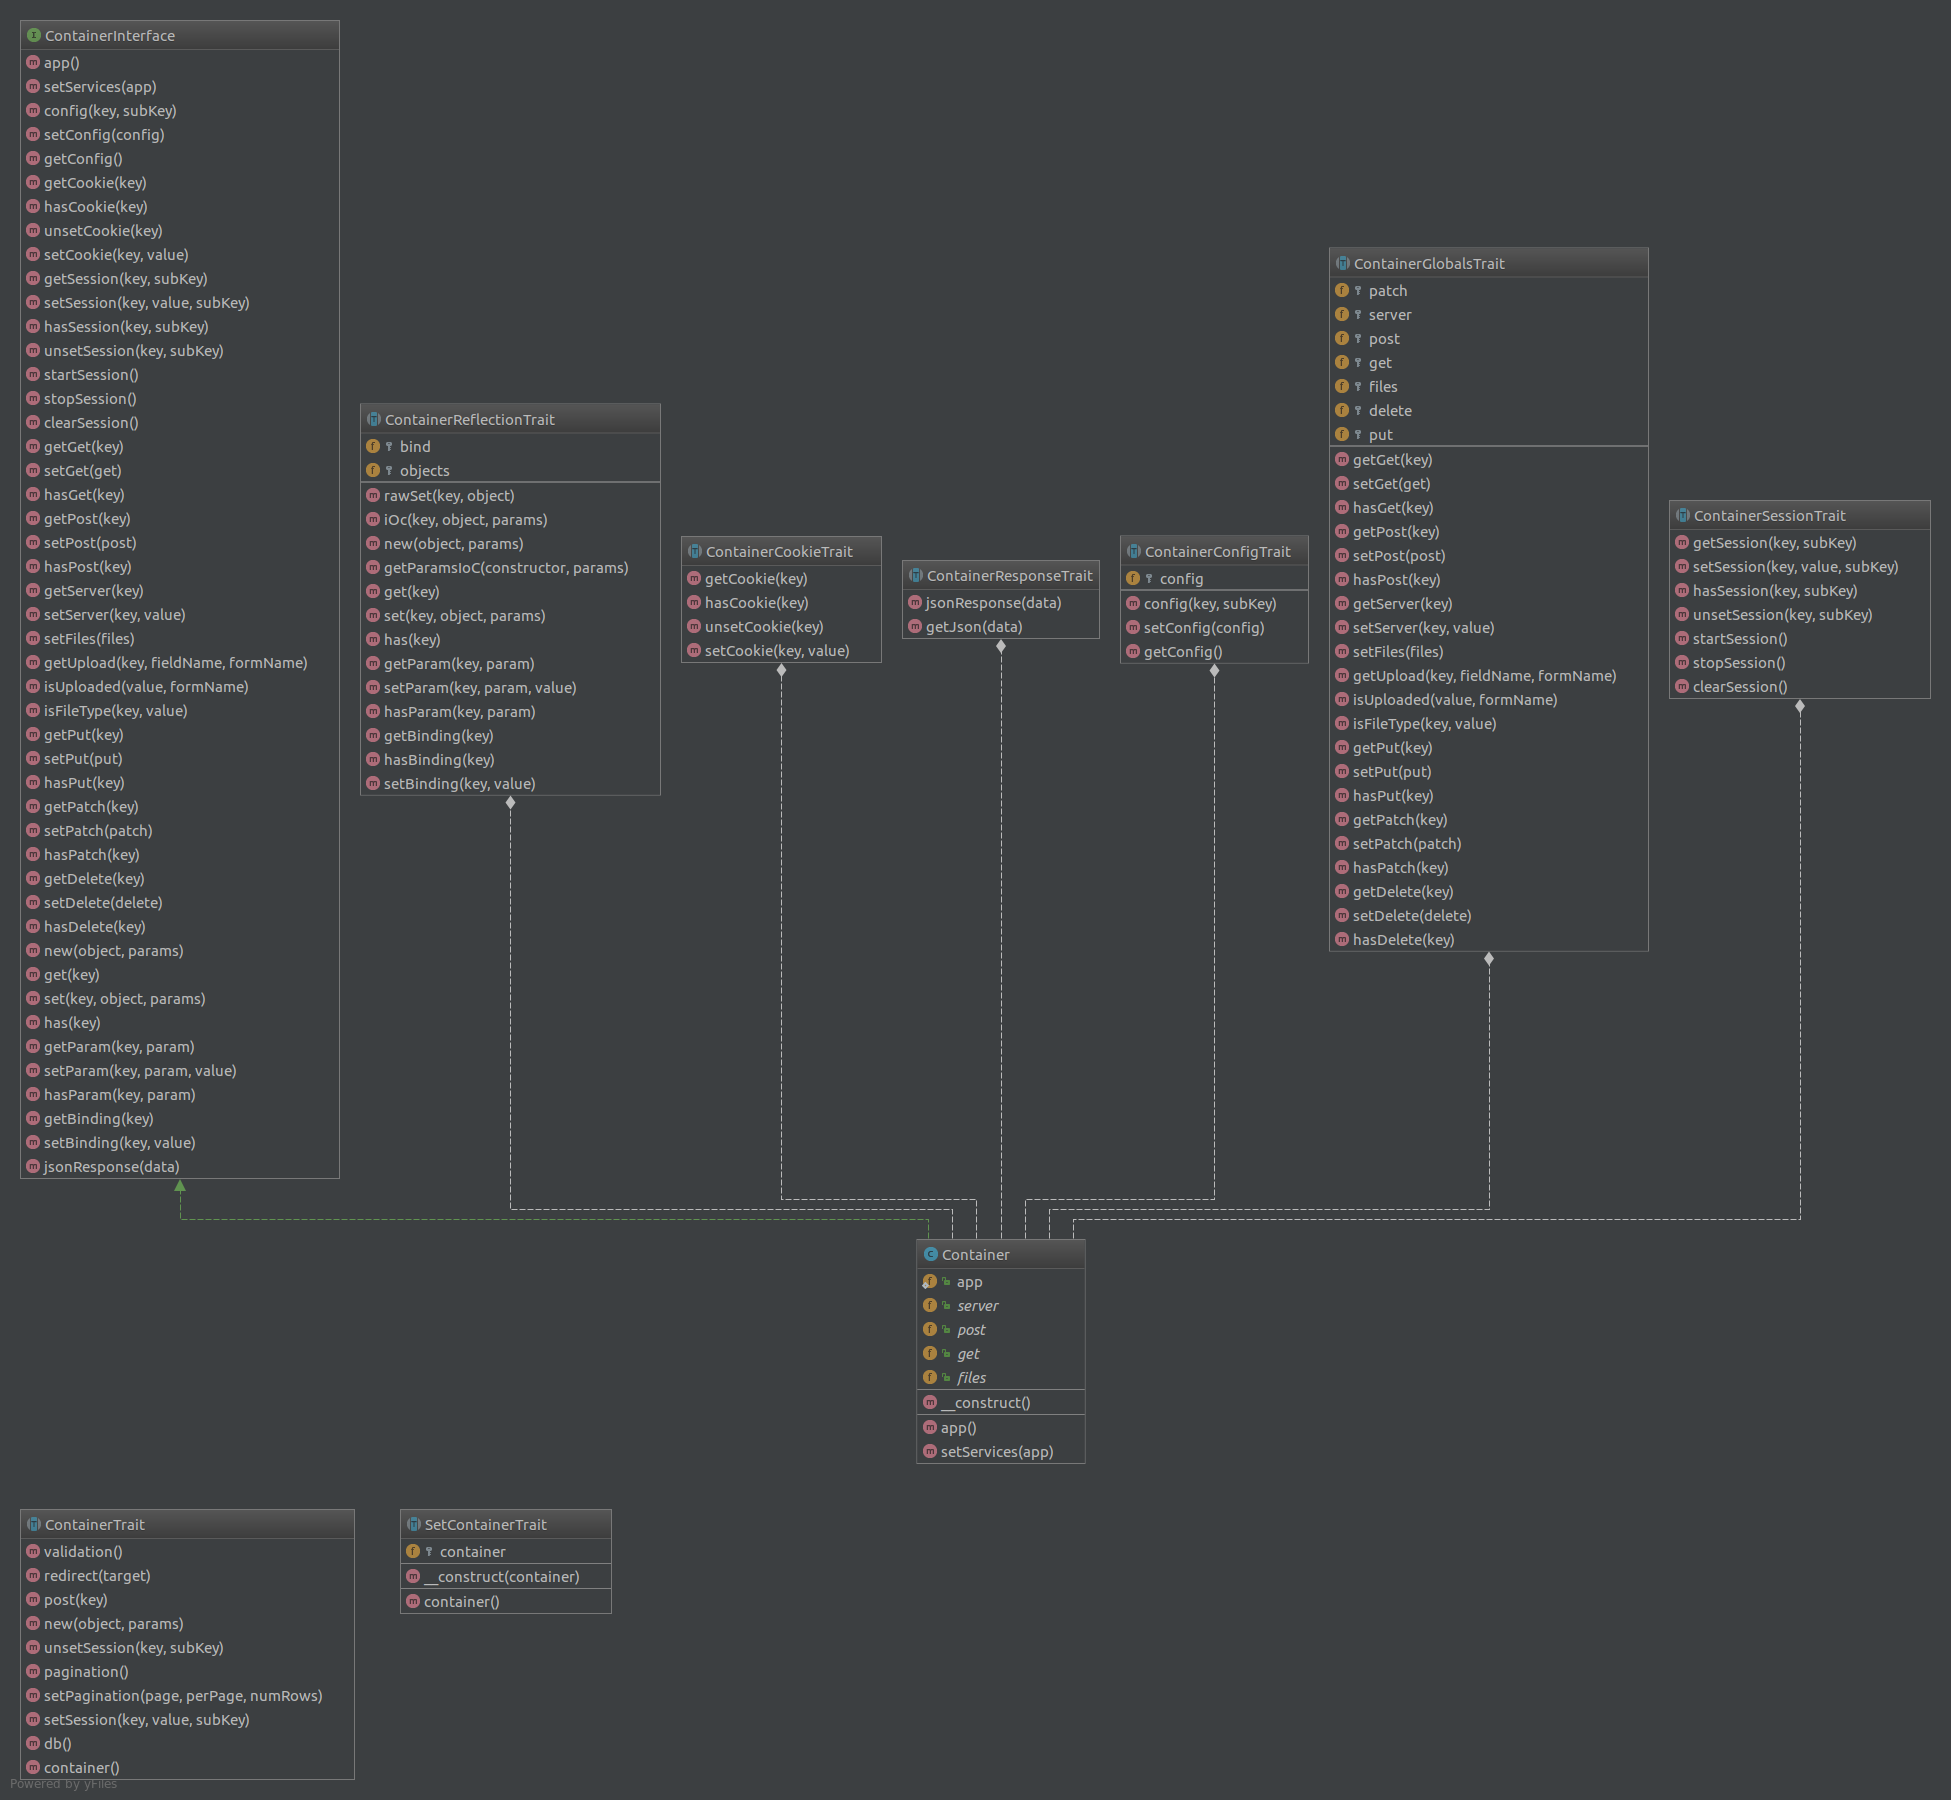 ContainerInterface
app()
setServices(app)
config(key, subKey)
setConfig(config)
getConfig()
getCookie(key)
hasCookie(key)
unsetCookie(key)
setCookie(key, value)
getSession(key, subKey)
setSession(key, value, subKey)
hasSession(key, subKey)
unsetSession(key, subKey)
startSession()
stopSession()
clearSession()
getGet(key)
setGet(get)
hasGet(key)
getPost(key)
setPost(post)
hasPost(key)
getServer(key)
setServer(key, value)
setFiles(files)
getUpload(key, fieldName, formName)
isUploaded(value, formName)
isFileType(key, value)
getPut(key)
setPut(put)
hasPut(key)
getPatch(key)
setPatch(patch)
hasPatch(key)
getDelete(key)
setDelete(delete)
hasDelete(key)
new(object, params)
get(key)
set(key, object, params)
has(key)
getParam(key, param)
setParam(key, param, value)
hasParam(key, param)
getBinding(key)
setBinding(key, value)
jsonResponse(data)
ContainerReflectionTrait
bind
objects
rawSet(key, object)
iOc(key, object, params)
new(object, params)
getParamsIoC(constructor, params)
get(key)
set(key, object, params)
has(key)
getParam(key, param)
setParam(key, param, value)
hasParam(key, param)
getBinding(key)
hasBinding(key)
setBinding(key, value)
ContainerCookieTrait
getCookie(key)
hasCookie(key)
unsetCookie(key)
setCookie(key, value)
ContainerResponseTrait
jsonResponse(data)
getJson(data)
ContainerConfigTrait
config
config(key, subKey)
setConfig(config)
getConfig()
ContainerGlobalsTrait
patch
server
post
get
files
delete
put
getGet(key)
setGet(get)
hasGet(key)
getPost(key)
setPost(post)
hasPost(key)
getServer(key)
setServer(key, value)
setFiles(files)
getUpload(key, fieldName, formName)
isUploaded(value, formName)
isFileType(key, value)
getPut(key)
setPut(put)
hasPut(key)
getPatch(key)
setPatch(patch)
hasPatch(key)
getDelete(key)
setDelete(delete)
hasDelete(key)
ContainerSessionTrait
getSession(key, subKey)
setSession(key, value, subKey)
hasSession(key, subKey)
unsetSession(key, subKey)
startSession()
stopSession()
clearSession()
Container
app
server
post
get
files
__construct()
app()
setServices(app)
ContainerTrait
validation()
redirect(target)
post(key)
new(object, params)
unsetSession(key, subKey)
pagination()
setPagination(page, perPage, numRows)
setSession(key, value, subKey)
db()
container()
SetContainerTrait
container
__construct(container)
container()
Powered by yFiles